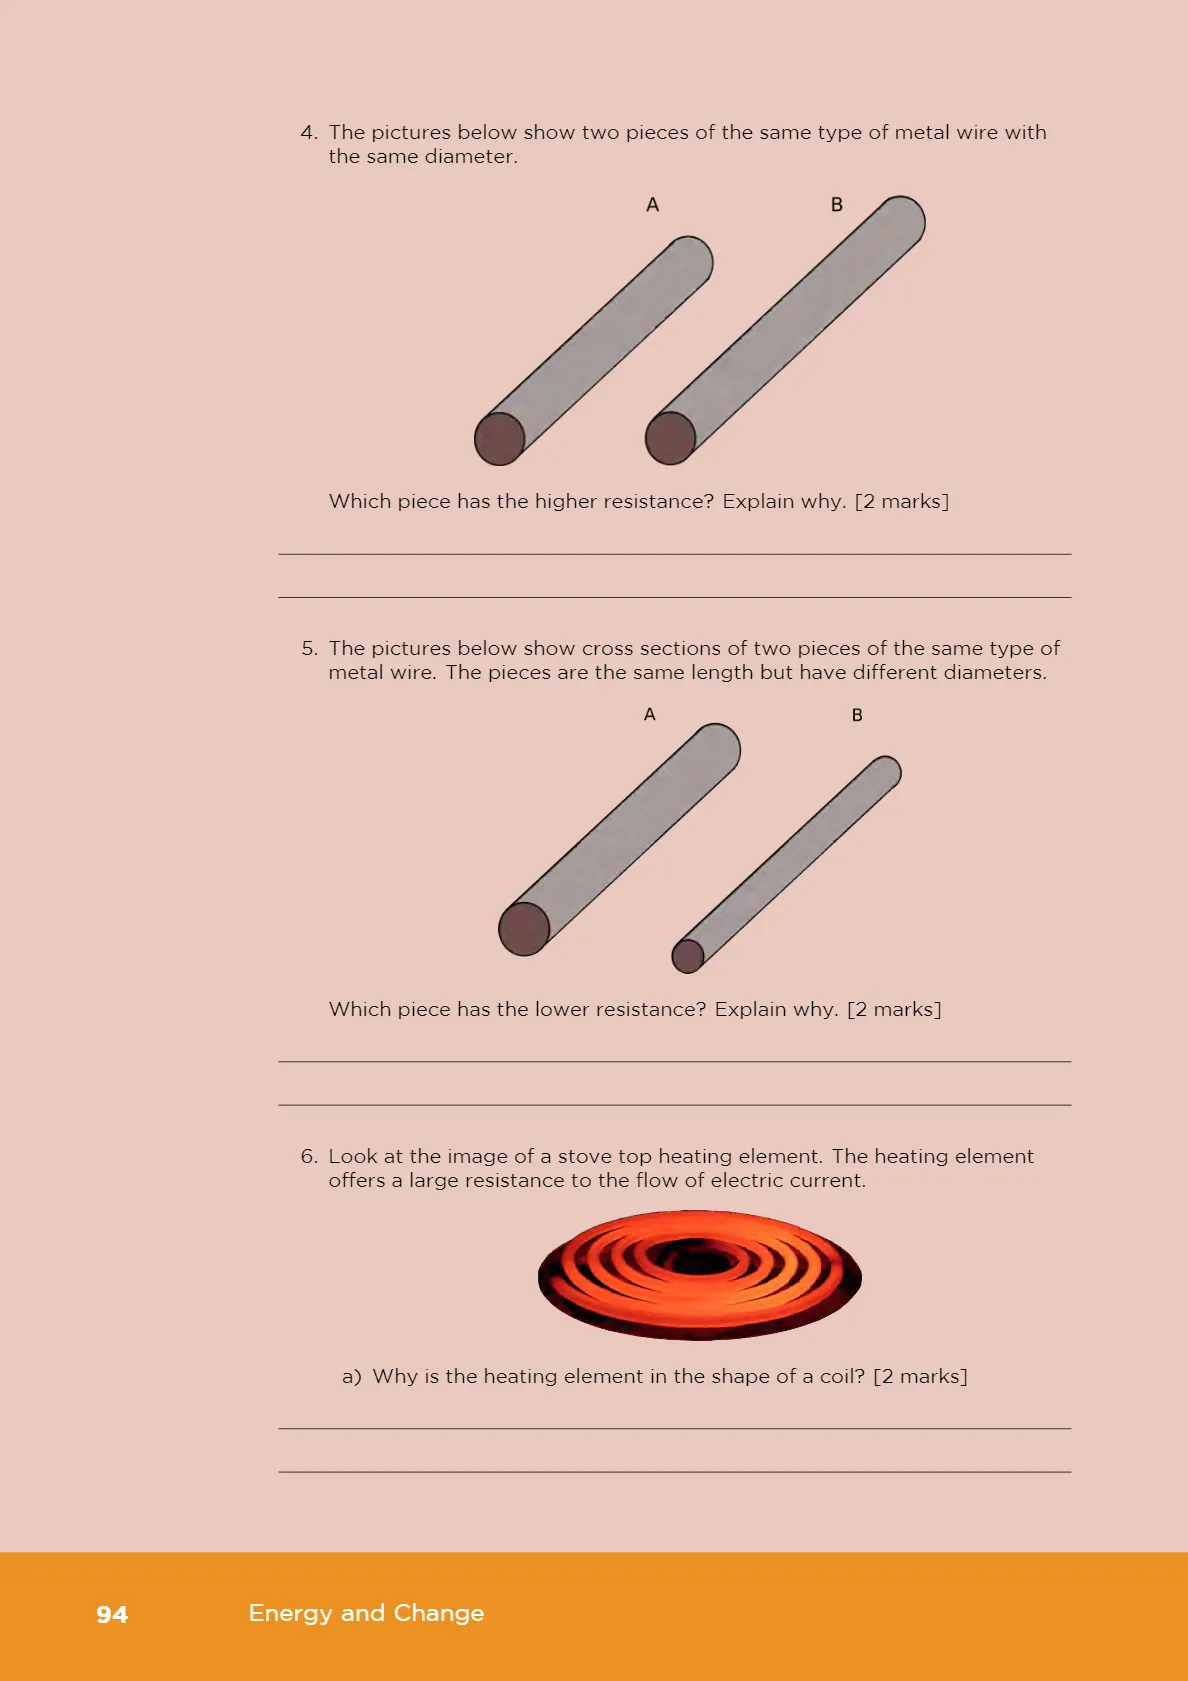 4. The pictures below show two pieces of the same type of metal wire with
the same diameter.
A
B
Which piece has the higher resistance? Explain why. [2 marks]
5. The pictures below show cross sections of two pieces of the same type of
metal wire. The pieces are the same length but have different diameters.
A
B
Which piece has the lower resistance? Explain why. [2 marks]
6. Look at the image of a stove top heating element. The heating element
offers a large resistance to the flow of electric current.
a) Why is the heating element in the shape of a coil? [2 marks]
94
Energy and Change